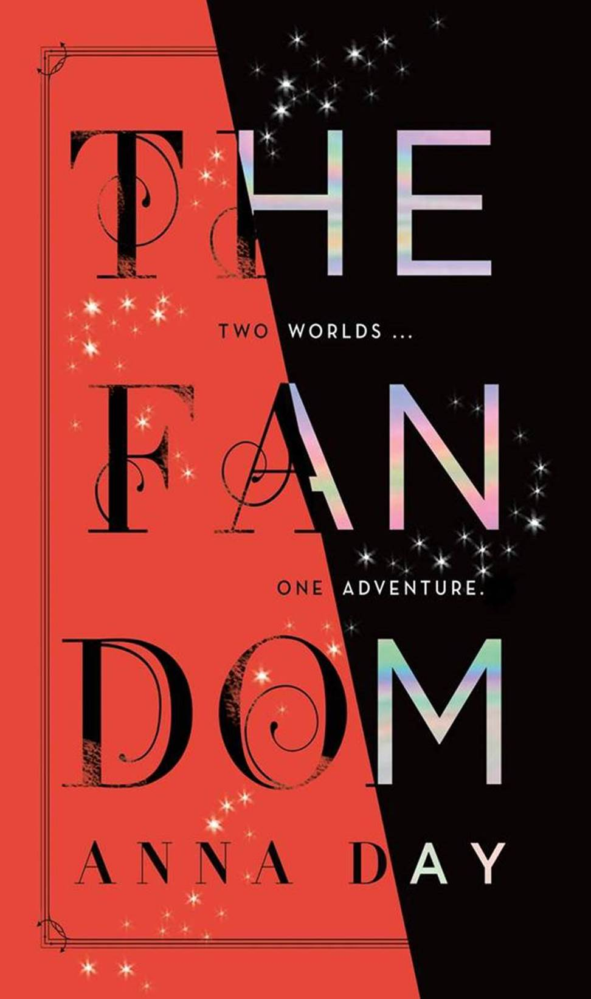 THE
TWO WORLDS ...
FAN
ONE ADVENTURE.
DOM
ANNA DAY